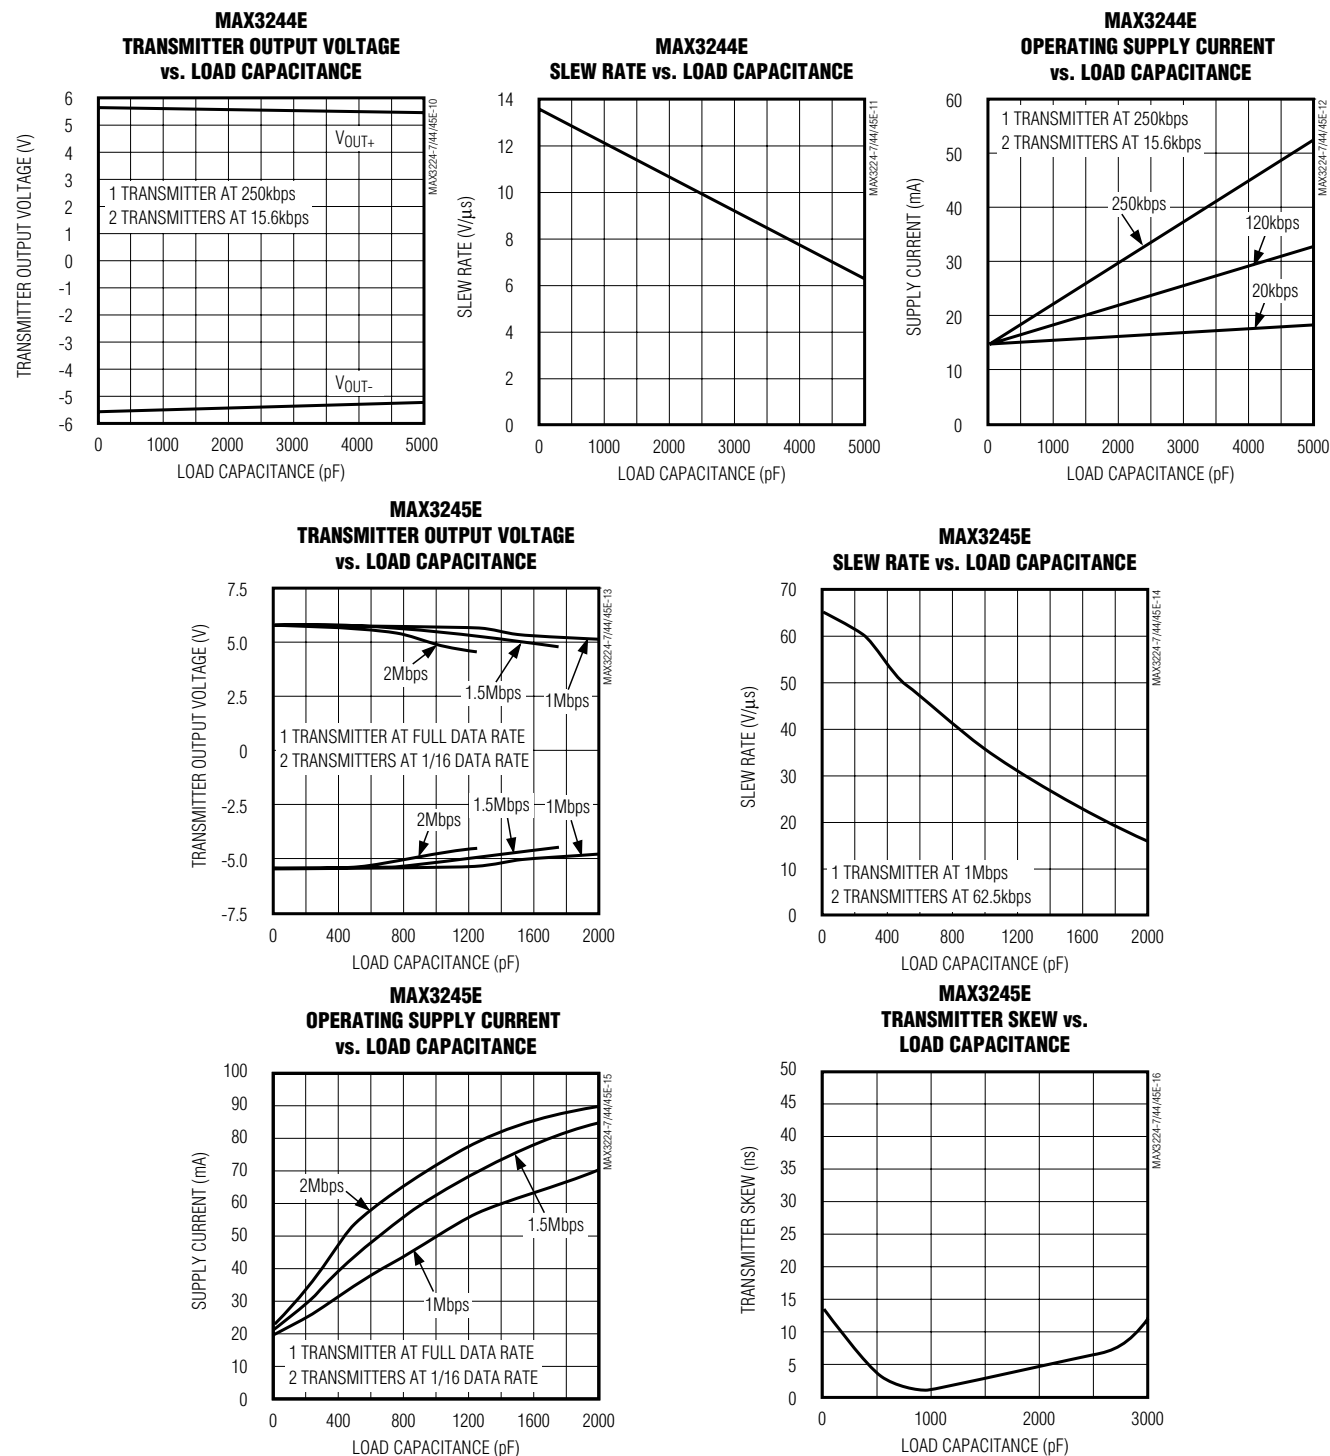 MAX3244E
TRANSMITTER OUTPUT VOLTAGE
vs. LOAD CAPACITANCE
TRANSMITTER OUTPUT VOLTAGE (V)
6
5
4
3
2
1
0
-1
-2
-3
-4
-5
-6
VOUT+
1 TRANSMITTER AT 250kbps
2 TRANSMITTERS AT 15.6kbps
VOUT-
MAX3224-7/44/45E-10
0 1000 2000 3000 4000 5000
LOAD CAPACITANCE (pF)
MAX3244E
SLEW RATE vs. LOAD CAPACITANCE
SLEW RATE (V/μs)
14
12
10
8
6
4
2
0
MAX3224-7/44/45E-11
0 1000 2000 3000 4000 5000
LOAD CAPACITANCE (pF)
MAX3244E
OPERATING SUPPLY CURRENT
vs. LOAD CAPACITANCE
SUPPLY CURRENT (mA)
60
50
40
30
20
10
0
1 TRANSMITTER AT 250kbps
2 TRANSMITTERS AT 15.6kbps
250kbps
120kbps
20kbps
MAX3224-7/44/45E-12
0 1000 2000 3000 4000 5000
LOAD CAPACITANCE (pF)
MAX3245E
TRANSMITTER OUTPUT VOLTAGE
vs. LOAD CAPACITANCE
TRANSMITTER OUTPUT VOLTAGE (V)
7.5
5.0
2.5
0
-2.5
-5.0
-7.5
2Mbps
1.5Mbps
1Mbps
1 TRANSMITTER AT FULL DATA RATE
2 TRANSMITTERS AT 1/16 DATA RATE
1.5Mbps
1Mbps
2Mbps
MAX3224-7/44/45E-13
0 400 800 1200 1600 2000
LOAD CAPACITANCE (pF)
MAX3245E
SLEW RATE vs. LOAD CAPACITANCE
SLEW RATE (V/μs)
70
60
50
40
30
20
10
0
1 TRANSMITTER AT 1Mbps
2 TRANSMITTERS AT 62.5kbps
MAX3224-7/44/45E-14
0 400 800 1200 1600 2000
LOAD CAPACITANCE (pF)
MAX3245E
OPERATING SUPPLY CURRENT
vs. LOAD CAPACITANCE
SUPPLY CURRENT (mA)
100
90
80
70
60
50
40
30
20
10
0
2Mbps
1.5Mbps
1Mbps
1 TRANSMITTER AT FULL DATA RATE
2 TRANSMITTERS AT 1/16 DATA RATE
MAX3224-7/44/45E-15
0 400 800 1200 1600 2000
LOAD CAPACITANCE (pF)
MAX3245E
TRANSMITTER SKEW vs.
LOAD CAPACITANCE
TRANSMITTER SKEW (ns)
50
45
40
35
30
25
20
15
10
5
0
MAX3224-7/44/45E-16
0 1000 2000 3000
LOAD CAPACITANCE (pF)